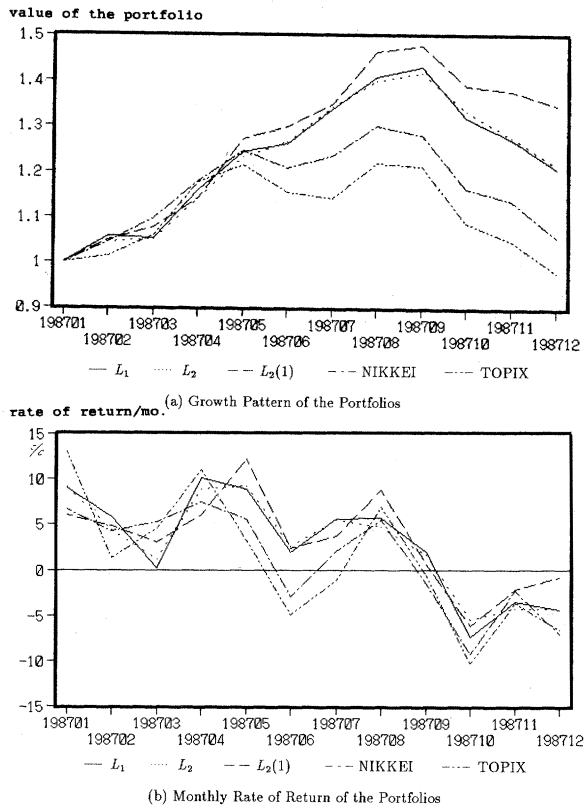 value of the portfolio
1.5
1.4
1.3
1.2
1.1
1
0.9
198701 198703 198705 198707 198709 198711
198702 198704 198706 198708 198710 198712
L₁ L₂ L₂(1) NIKKEI TOPIX
(a) Growth Pattern of the Portfolios
rate of return/mo.
15
%
10
5
0
-5
-10
-15
198701 198703 198705 198707 198709 198711
198702 198704 198706 198708 198710 198712
L₁ L₂ L₂(1) NIKKEI TOPIX
(b) Monthly Rate of Return of the Portfolios